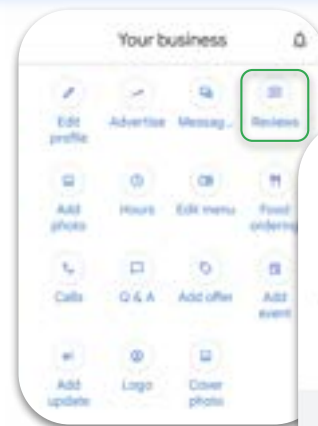 Your business
Edit profile
Advertise
Messag...
Reviews
Add photo
Hours
Edit menu
Food ordering
Calls
Q & A
Add offer
Add event
Add update
Logo
Cover photo